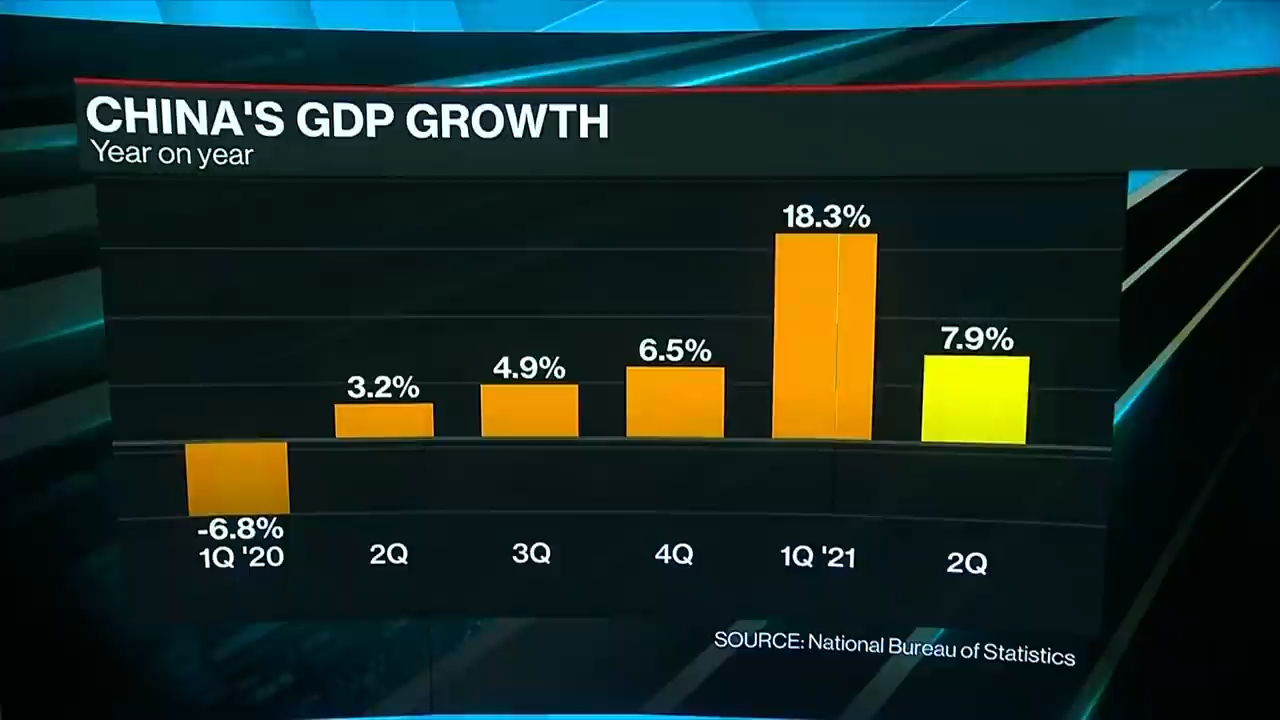 CHINA'S GDP GROWTH
Year on year
18.3%
7.9%
6.5%
4.9%
3.2%
-6.8%
1Q '20
2Q
3Q
4Q
1Q '21
2Q
SOURCE: National Bureau of Statistics